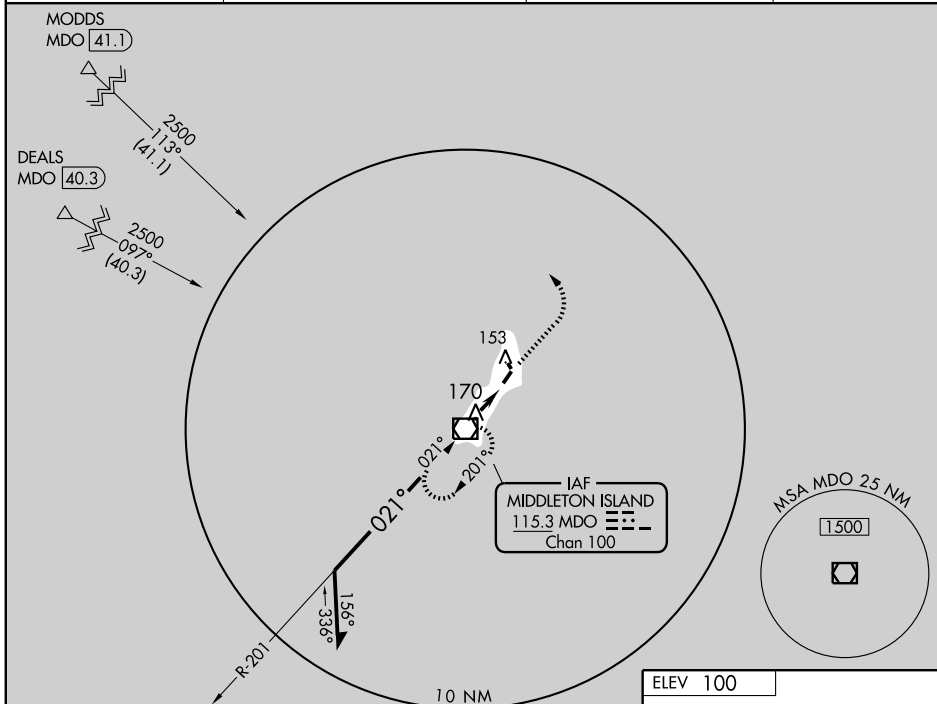 MODDS
MDO 41.1
2500
113°
(41.1)
DEALS
MDO 40.3
2500
097°
(40.3)
153
170
021°
201°
021°
IAF
MIDDLETON ISLAND
115.3 MDO
Chan 100
MSA MDO 25 NM
1500
156°
336°
R-201
10 NM
ELEV 100